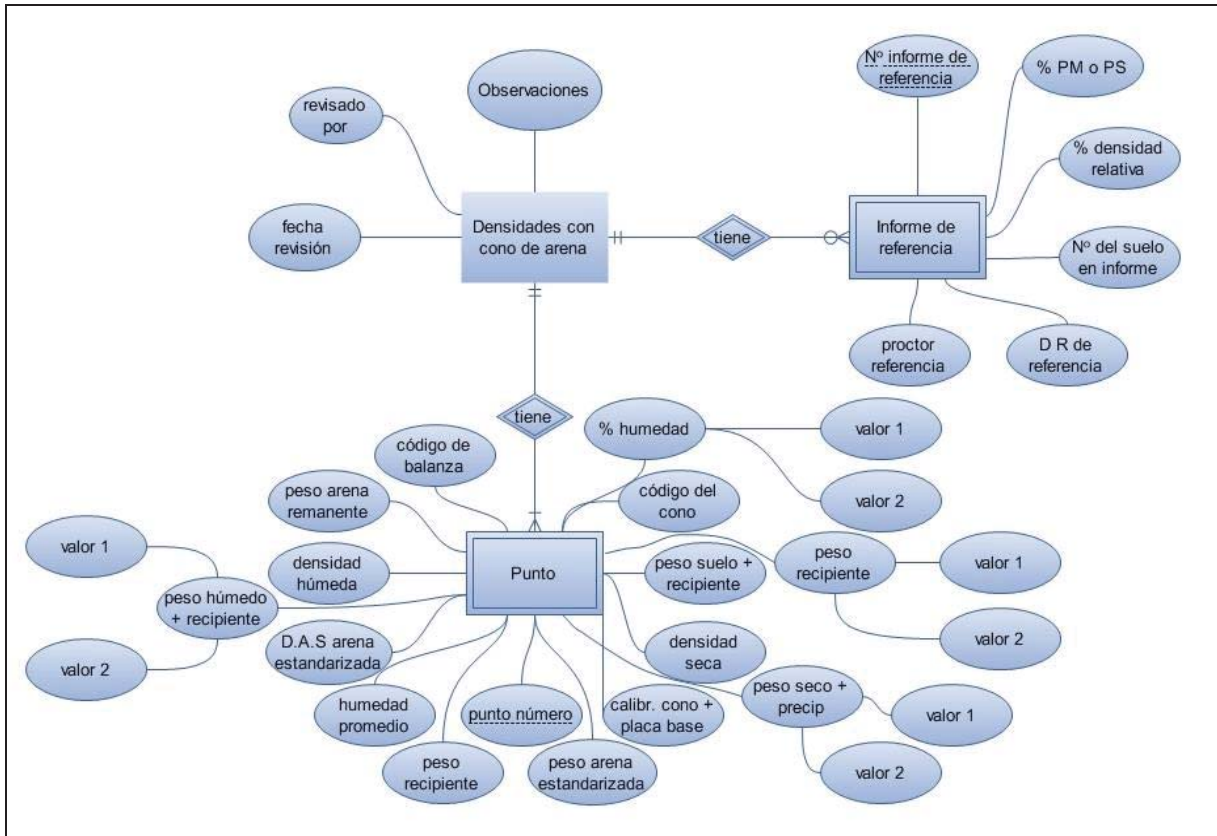 Nº informe de
referencia
% PM o PS
Observaciones
revisado
por
% densidad
relativa
Densidades con
cono de arena
tiene
Informe de
referencia
fecha
revisión
Nº del suelo
en informe
proctor
referencia
D R de
referencia
tiene
% humedad
valor 1
código de
balanza
valor 2
código del
cono
peso arena
remanente
valor 1
densidad
húmeda
Punto
peso suelo +
recipiente
peso
recipiente
valor 1
peso húmedo
+ recipiente
valor 2
valor 2
D.A.S arena
estandarizada
densidad
seca
peso seco +
precip
valor 1
humedad
promedio
punto número
calibr. cono +
placa base
peso
recipiente
peso arena
estandarizada
valor 2